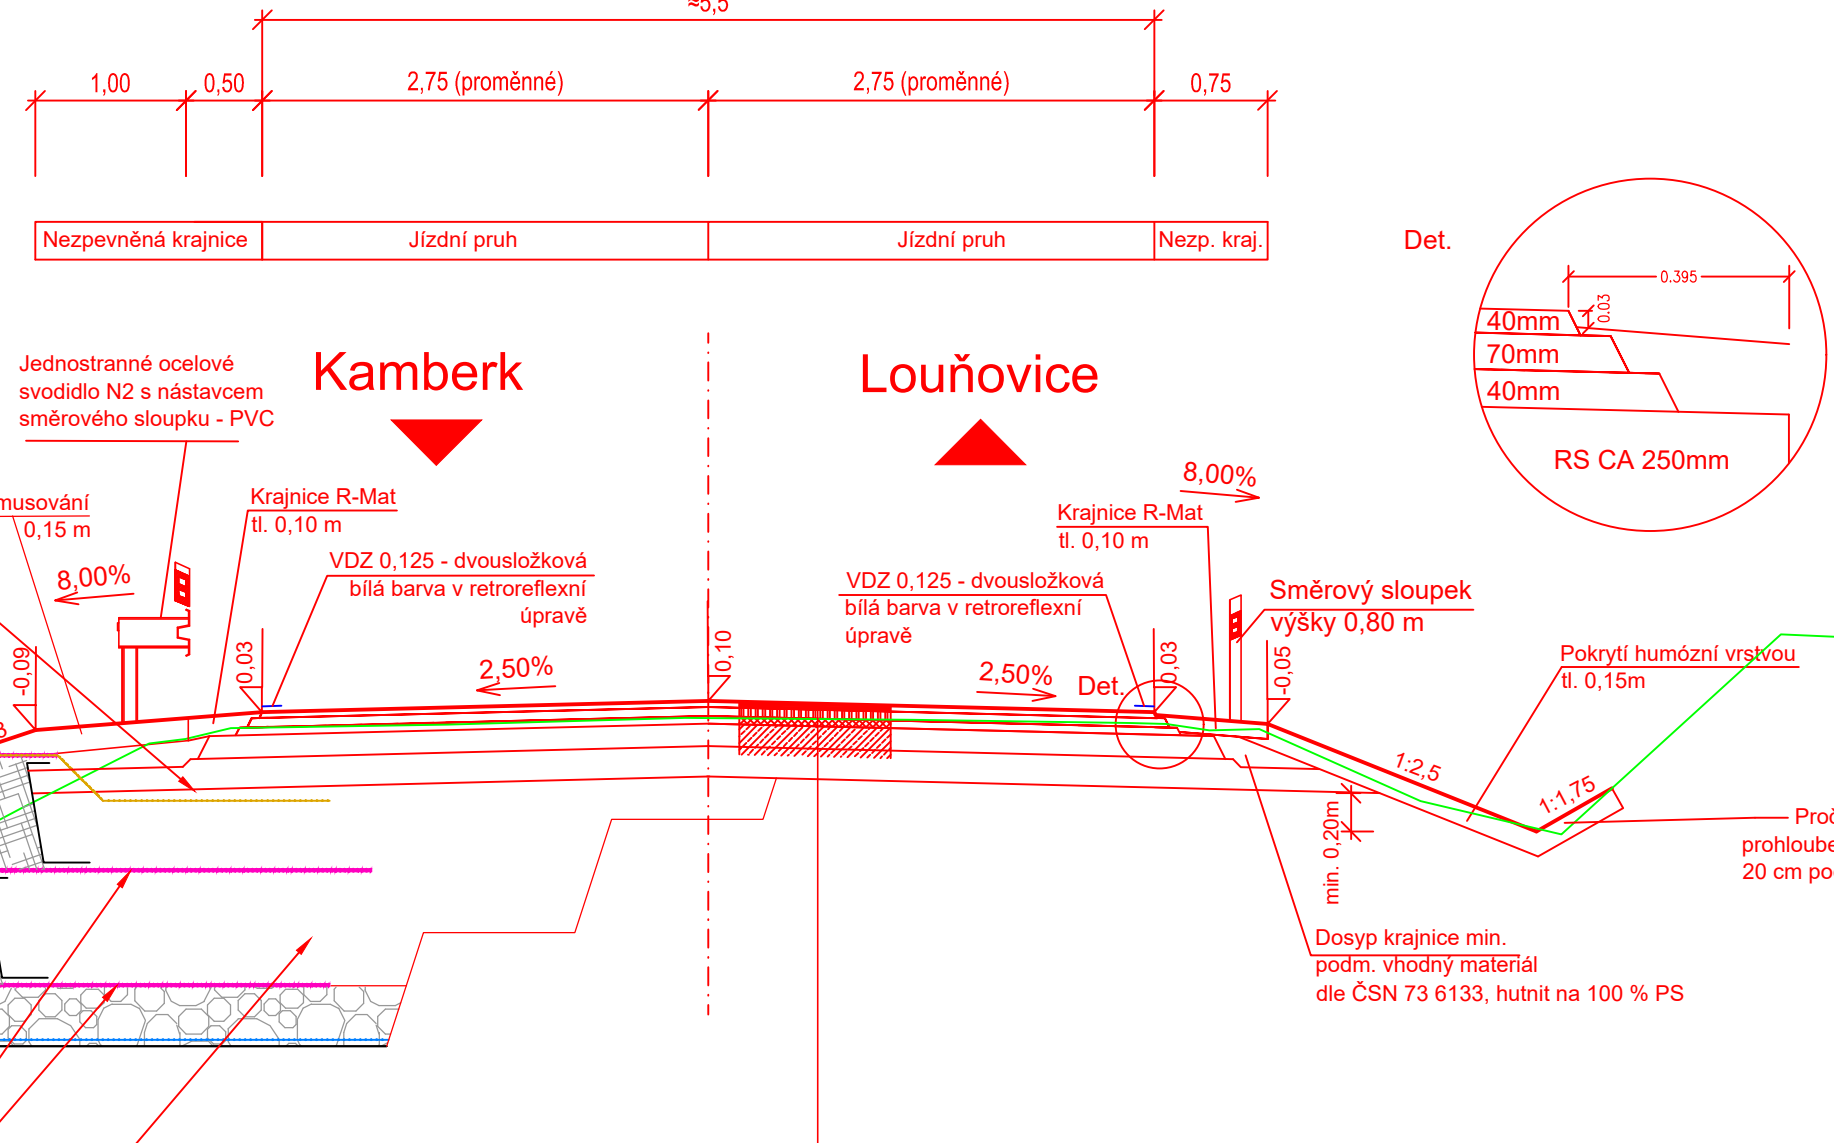 ≈5,5
1,00
0,50
2,75 (proměnné)
2,75 (proměnné)
0,75
Nezpevněná krajnice
Jízdní pruh
Jízdní pruh
Nezp. kraj.
Det.
0.395
0.03
40mm
70mm
40mm
RS CA 250mm
Jednostranné ocelové
svodidlo N2 s nástavcem
směrového sloupku - PVC
Kamberk
Louňovice
musování
0,15 m
8,00%
Krajnice R-Mat
tl. 0,10 m
VDZ 0,125 - dvousložková
bílá barva v retroreflexní
úpravě
8,00%
Krajnice R-Mat
tl. 0,10 m
VDZ 0,125 - dvousložková
bílá barva v retroreflexní
úpravě
Směrový sloupek
výšky 0,80 m
-0,09
0,03
2,50%
0,10
2,50%
Det.
0,03
-0,05
Pokrytí humózní vrstvou
tl. 0,15m
1:2,5
1:1,75
min. 0,20m
Proč
prohloube
20 cm po
Dosyp krajnice min.
podm. vhodný materiál
dle ČSN 73 6133, hutnit na 100 % PS